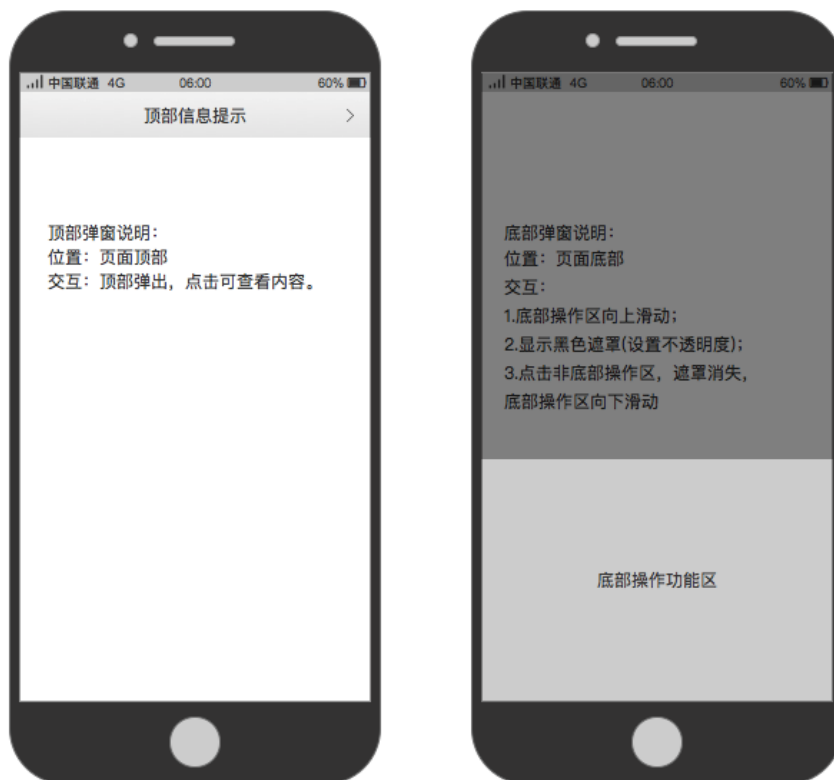 中国联通 4G 06:00 60%
顶部信息提示
顶部弹窗说明：
位置：页面顶部
交互：顶部弹出，点击可查看内容。
中国联通 4G 06:00 60%
底部弹窗说明：
位置：页面底部
交互：
1.底部操作区向上滑动；
2.显示黑色遮罩(设置不透明度)；
3.点击非底部操作区，遮罩消失，
底部操作区向下滑动
底部操作功能区